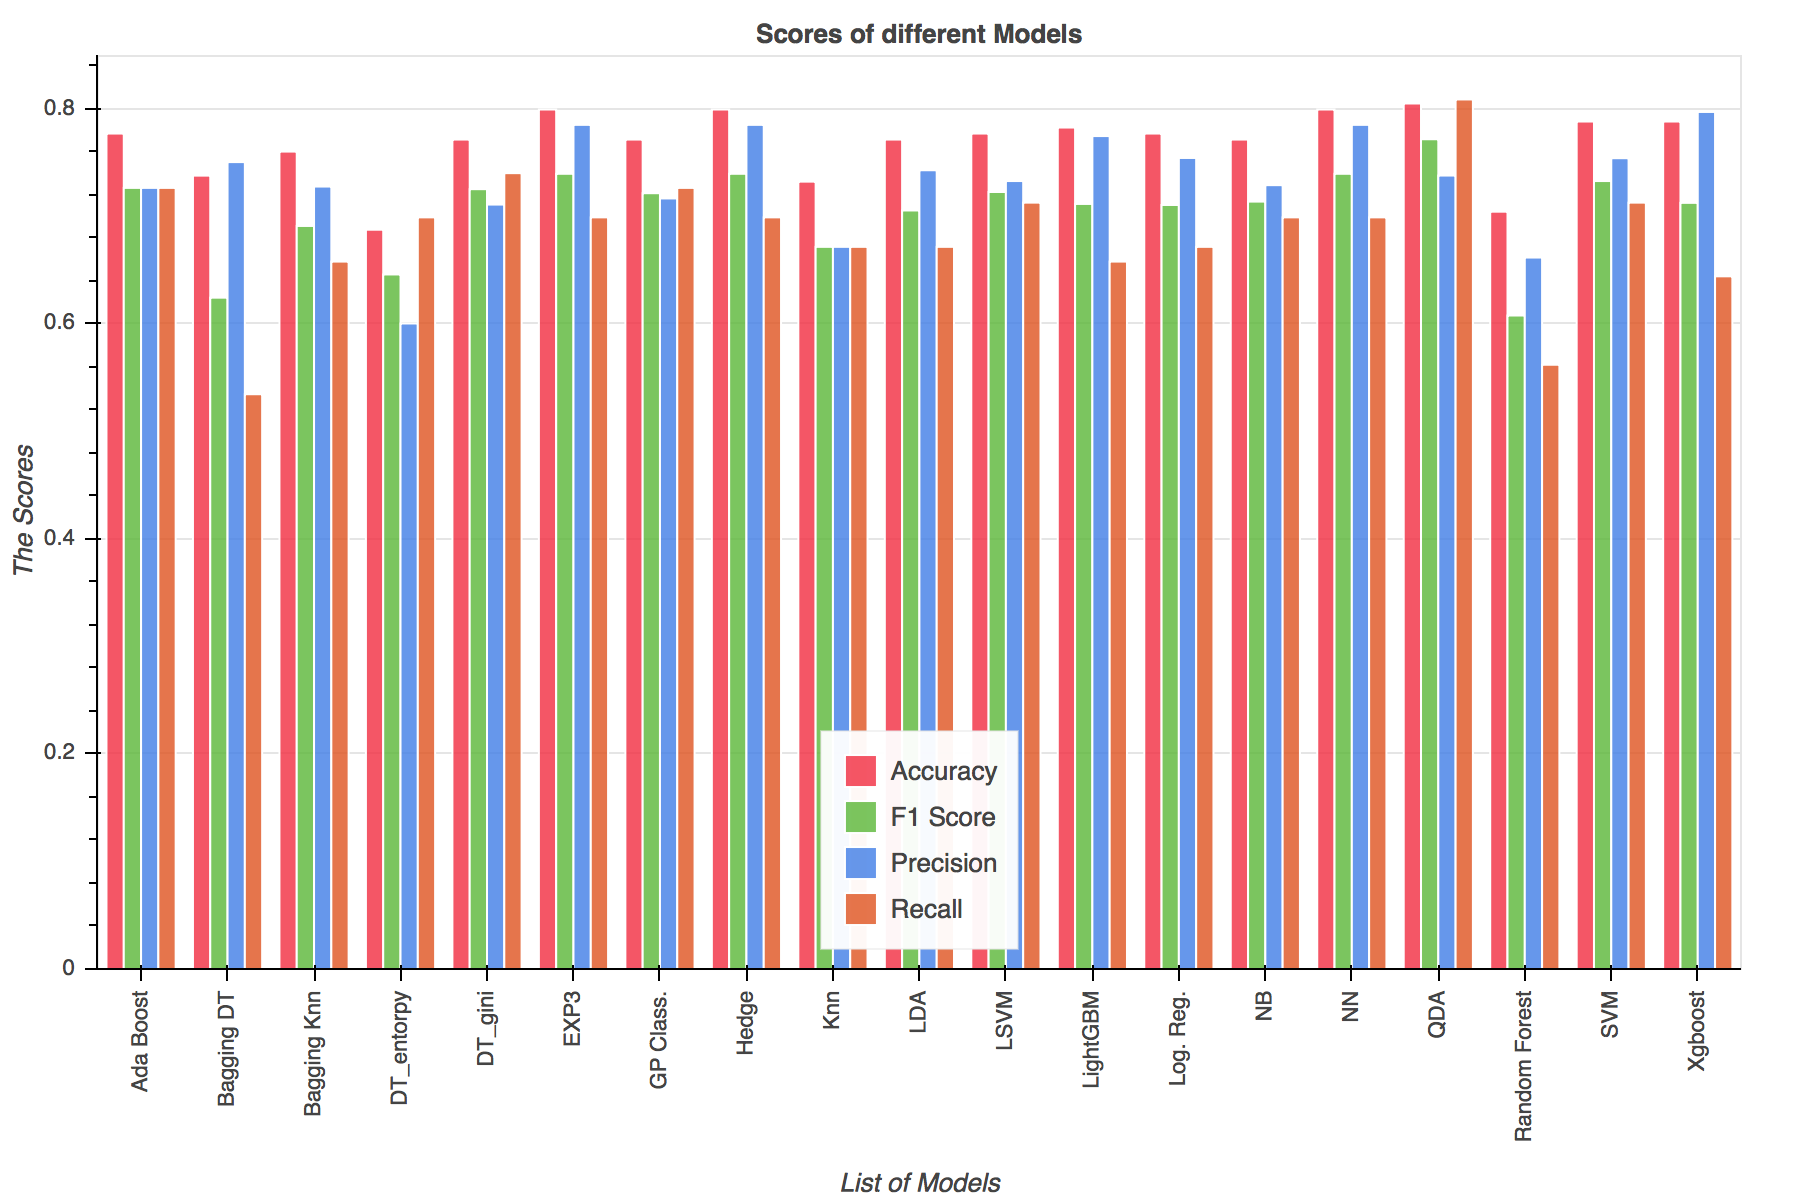 Scores of different Models
The Scores
0.8
0.6
0.4
0.2
0
Accuracy
F1 Score
Precision
Recall
Ada Boost
Bagging DT
Bagging Knn
DT_entorpy
DT_gini
EXP3
GP Class.
Hedge
Knn
LDA
LSVM
LightGBM
Log. Reg.
NB
NN
QDA
Random Forest
SVM
Xgboost
List of Models